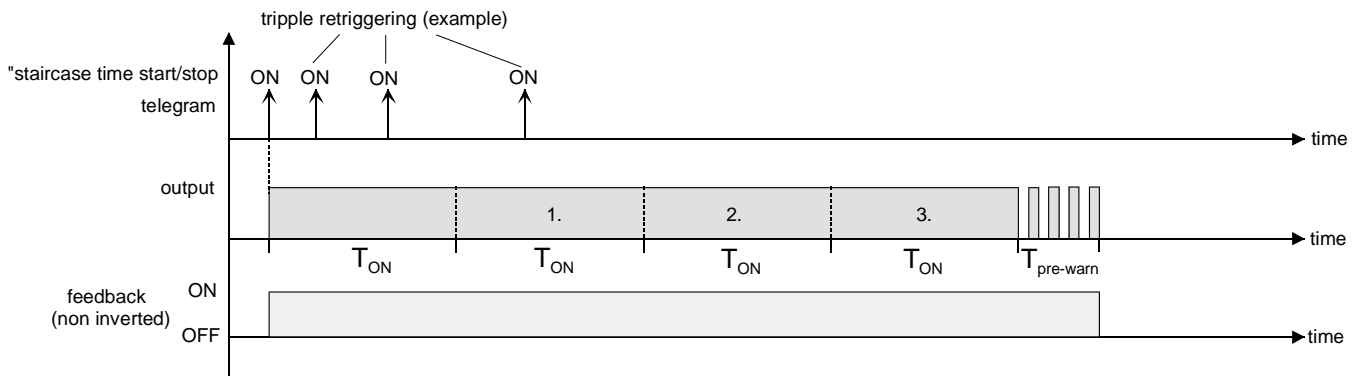 tripple retriggering (example)
"staircase time start/stop
telegram
ON ON ON ON
time
output
1. 2. 3.
time
TON TON TON TON Tpre-warn
feedback
(non inverted)
ON
OFF
time